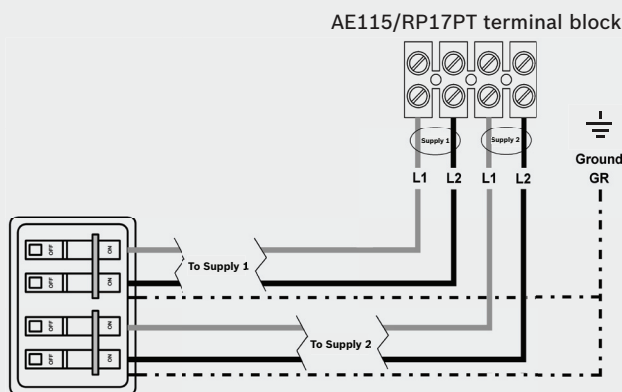 AE115/RP17PT terminal block
Supply 1
Supply 2
L1
L2
L1
L2
Ground
GR
OFF
ON
OFF
ON
OFF
ON
OFF
ON
To Supply 1
To Supply 2